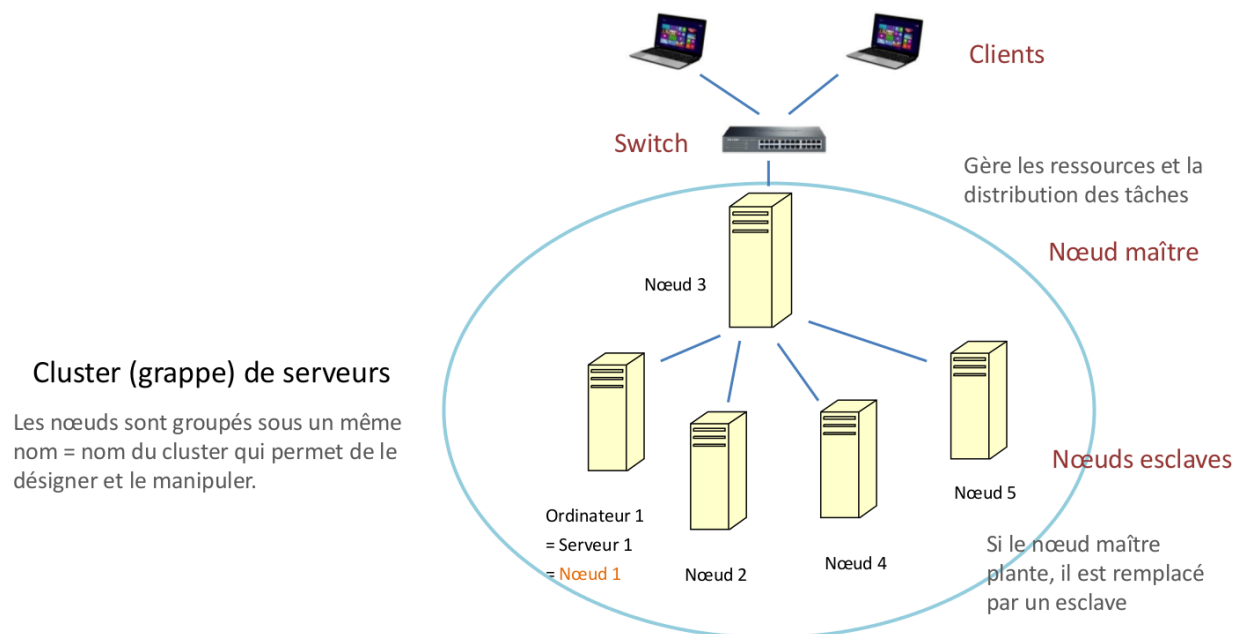 Clients
Switch
Gère les ressources et la
distribution des tâches
Nœud maître
Nœud 3
Cluster (grappe) de serveurs
Les nœuds sont groupés sous un même
nom = nom du cluster qui permet de le
désigner et le manipuler.
Nœuds esclaves
Nœud 5
Ordinateur 1
= Serveur 1
= Nœud 1
Nœud 2
Nœud 4
Si le nœud maître
plante, il est remplacé
par un esclave